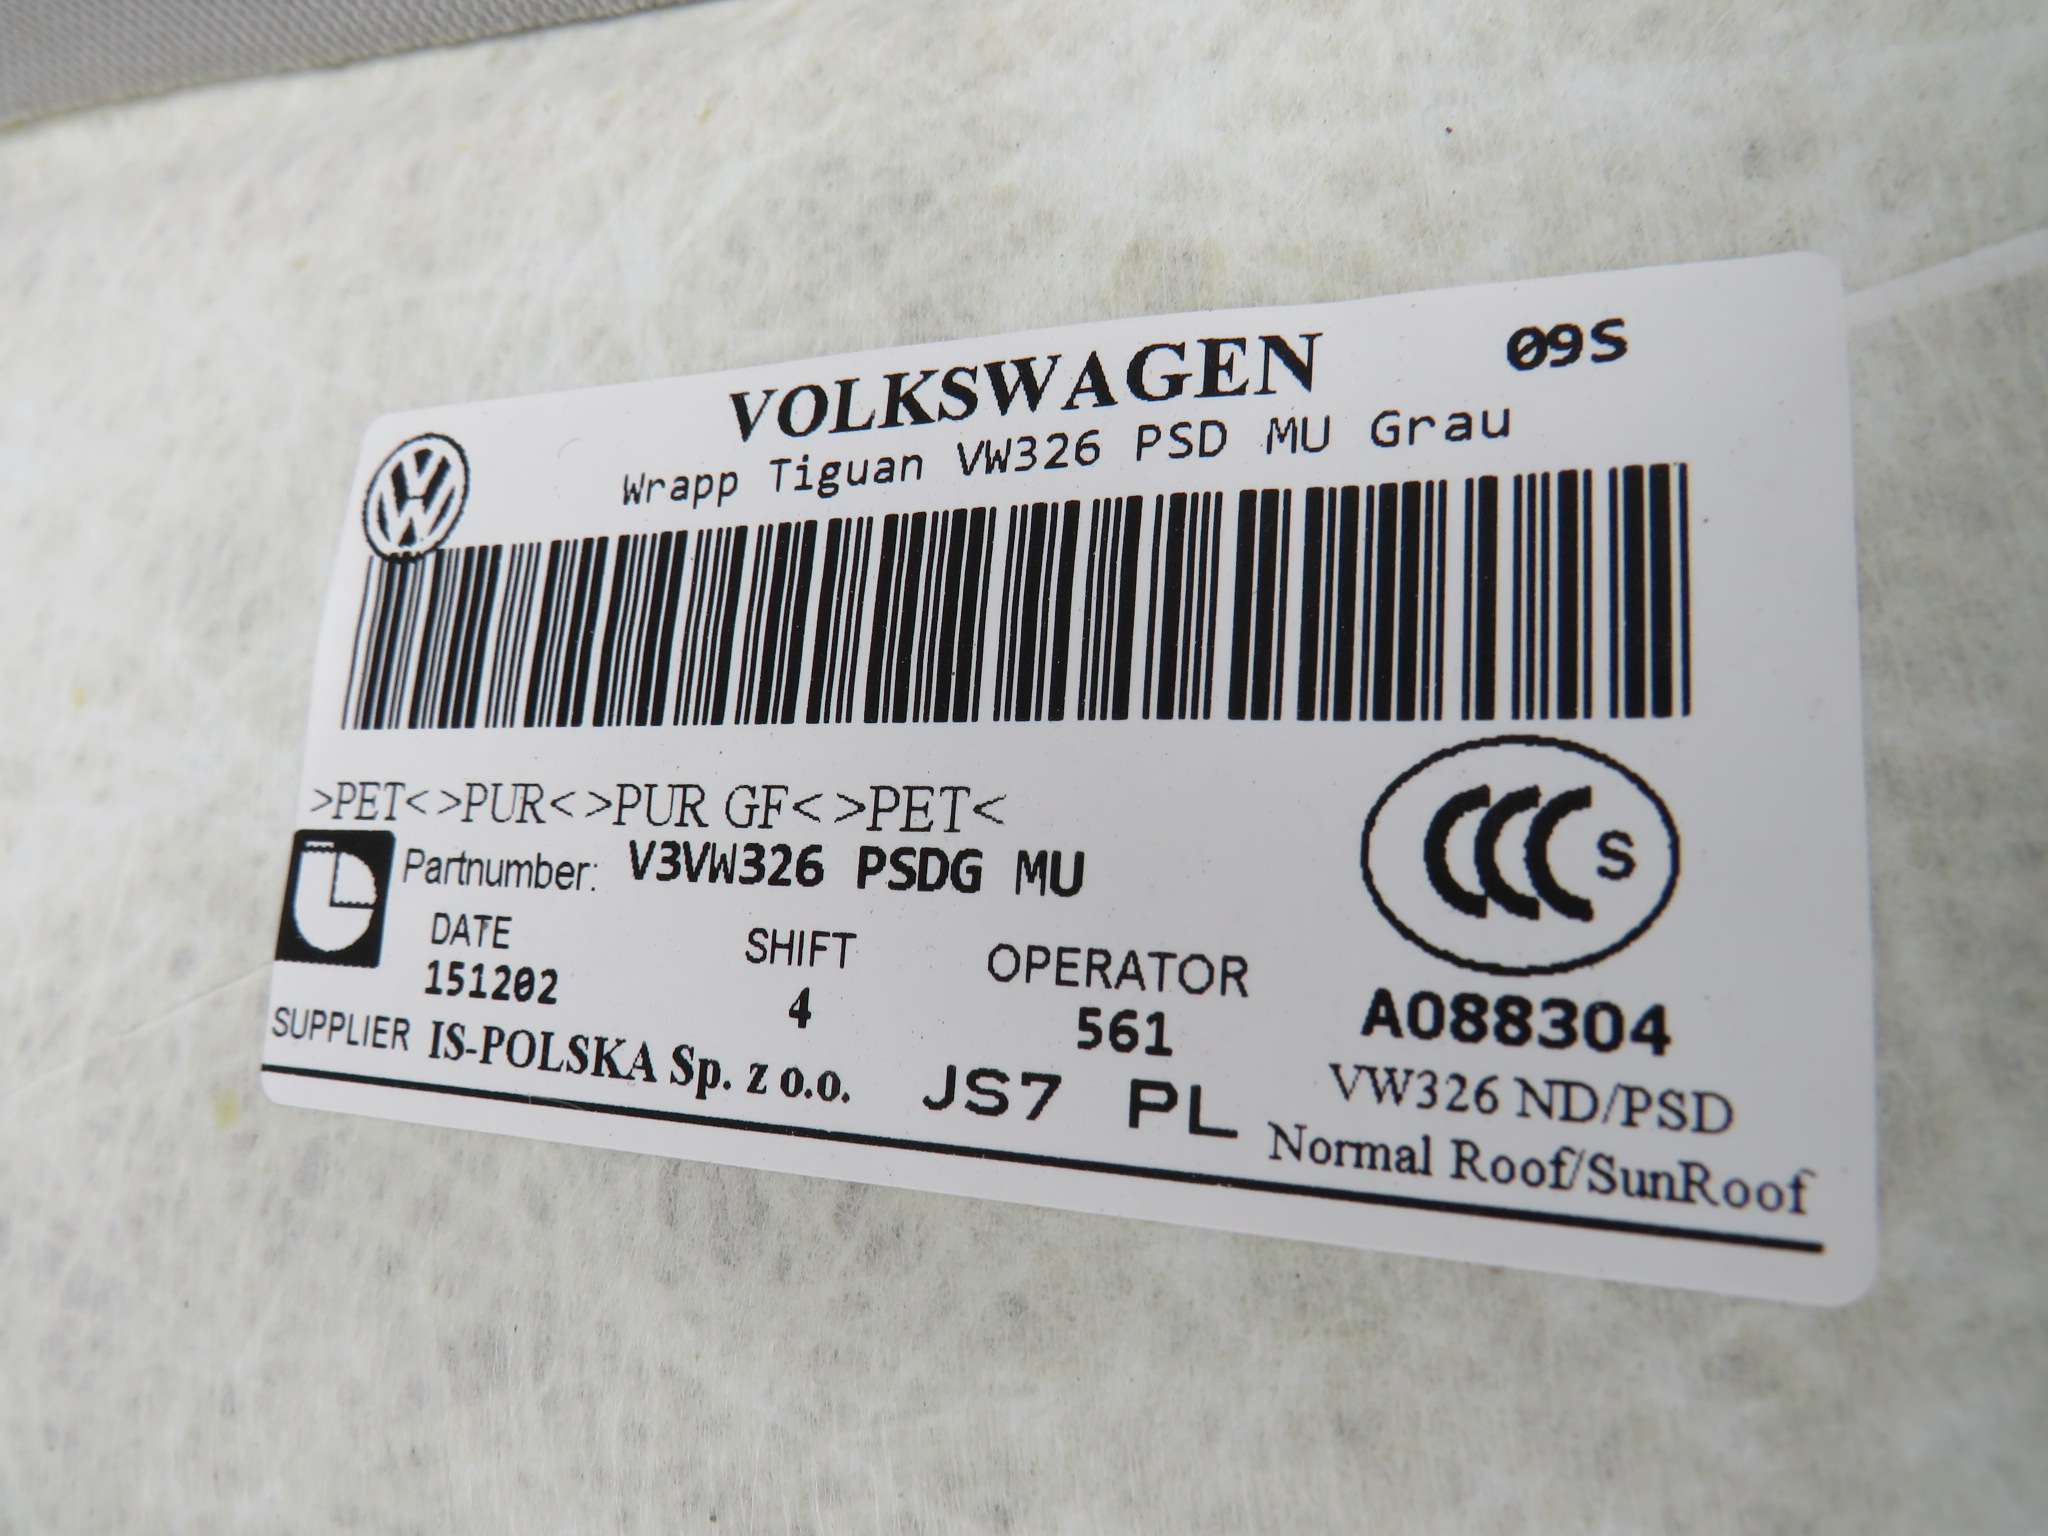 VOLKSWAGEN 09S
Wrapp Tiguan VW326 PSD MU Grau
>PET<>PUR<>PUR GF<>PET<
Partnumber: V3VW326 PSDG MU
DATE SHIFT OPERATOR
151202 4 561
SUPPLIER IS-POLSKA Sp. z o.o. JS7 PL
CCC S
A088304
VW326 ND/PSD
Normal Roof/SunRoof